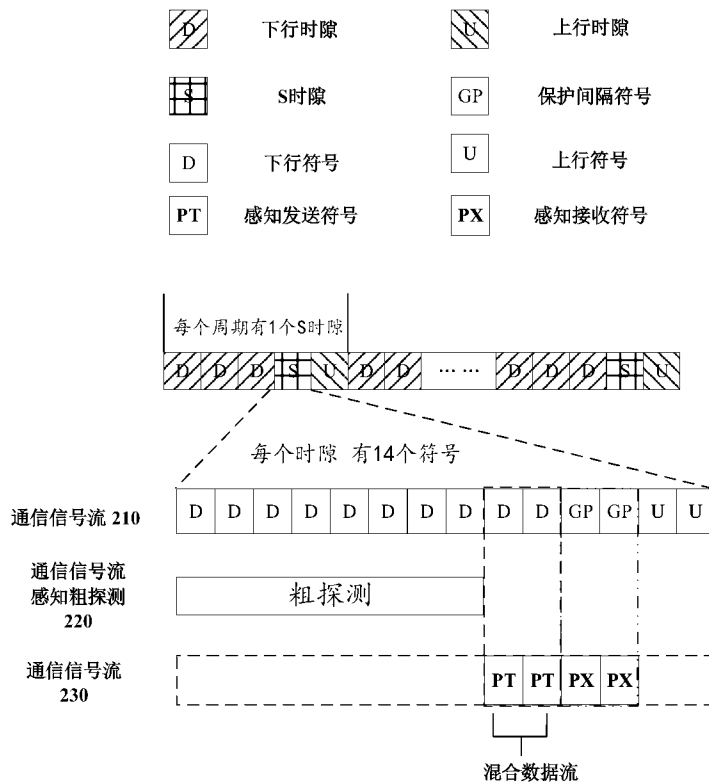 D 下行时隙 U 上行时隙
S S时隙 GP 保护间隔符号
D 下行符号 U 上行符号
PT 感知发送符号 PX 感知接收符号
每个周期有1个S时隙
D D D S U D D … … D D D S U
每个时隙 有14个符号
通信信号流 210 D D D D D D D D D D GP GP U U
通信信号流
感知粗探测
220
粗探测
通信信号流
230
PT PT PX PX
混合数据流